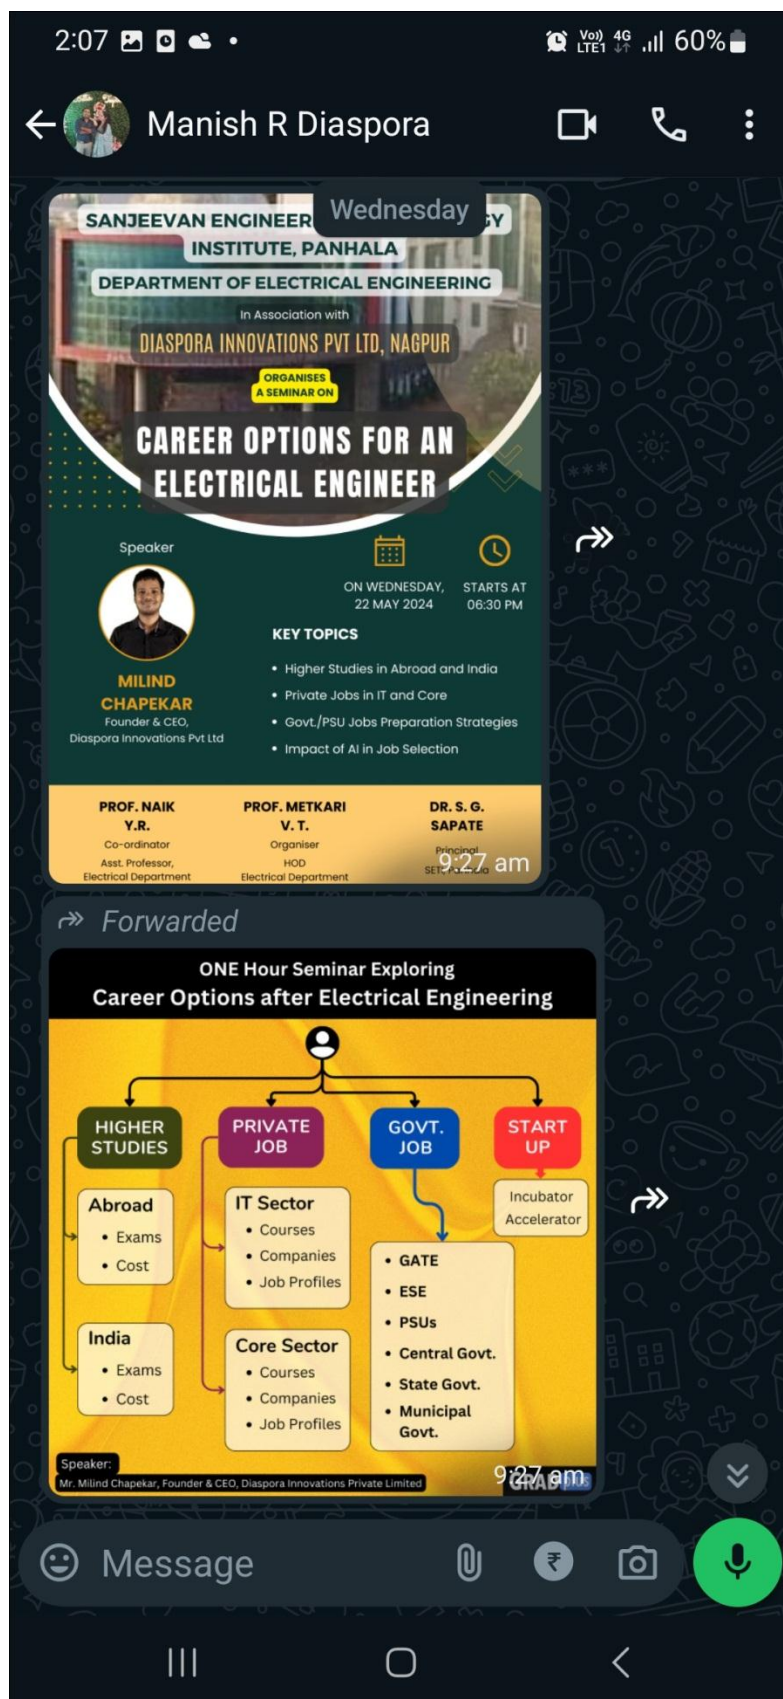 2:07
Vo)) 4G
LTE1
60%
Manish R Diaspora
Wednesday
SANJEEVAN ENGINEER
INSTITUTE, PANHALA
DEPARTMENT OF ELECTRICAL ENGINEERING
In Association with
DIASPORA INNOVATIONS PVT LTD, NAGPUR
ORGANISES
A SEMINAR ON
CAREER OPTIONS FOR AN
ELECTRICAL ENGINEER
Speaker
MILIND
CHAPEKAR
Founder & CEO,
Diaspora Innovations Pvt Ltd
ON WEDNESDAY,
22 MAY 2024
STARTS AT
06:30 PM
KEY TOPICS
• Higher Studies in Abroad and India
• Private Jobs in IT and Core
• Govt./PSU Jobs Preparation Strategies
• Impact of AI in Job Selection
PROF. NAIK
Y.R.
Co-ordinator
Asst. Professor,
Electrical Department
PROF. METKARI
V. T.
Organiser
HOD
Electrical Department
DR. S. G.
SAPATE
Principal
9:27 am
Forwarded
ONE Hour Seminar Exploring
Career Options after Electrical Engineering
HIGHER
STUDIES
Abroad
• Exams
• Cost
India
• Exams
• Cost
PRIVATE
JOB
IT Sector
• Courses
• Companies
• Job Profiles
Core Sector
• Courses
• Companies
• Job Profiles
GOVT.
JOB
• GATE
• ESE
• PSUs
• Central Govt.
• State Govt.
• Municipal
Govt.
START
UP
Incubator
Accelerator
Speaker:
Mr. Milind Chapekar, Founder & CEO, Diaspora Innovations Private Limited
GRAD plus
9:27 am
Message
₹